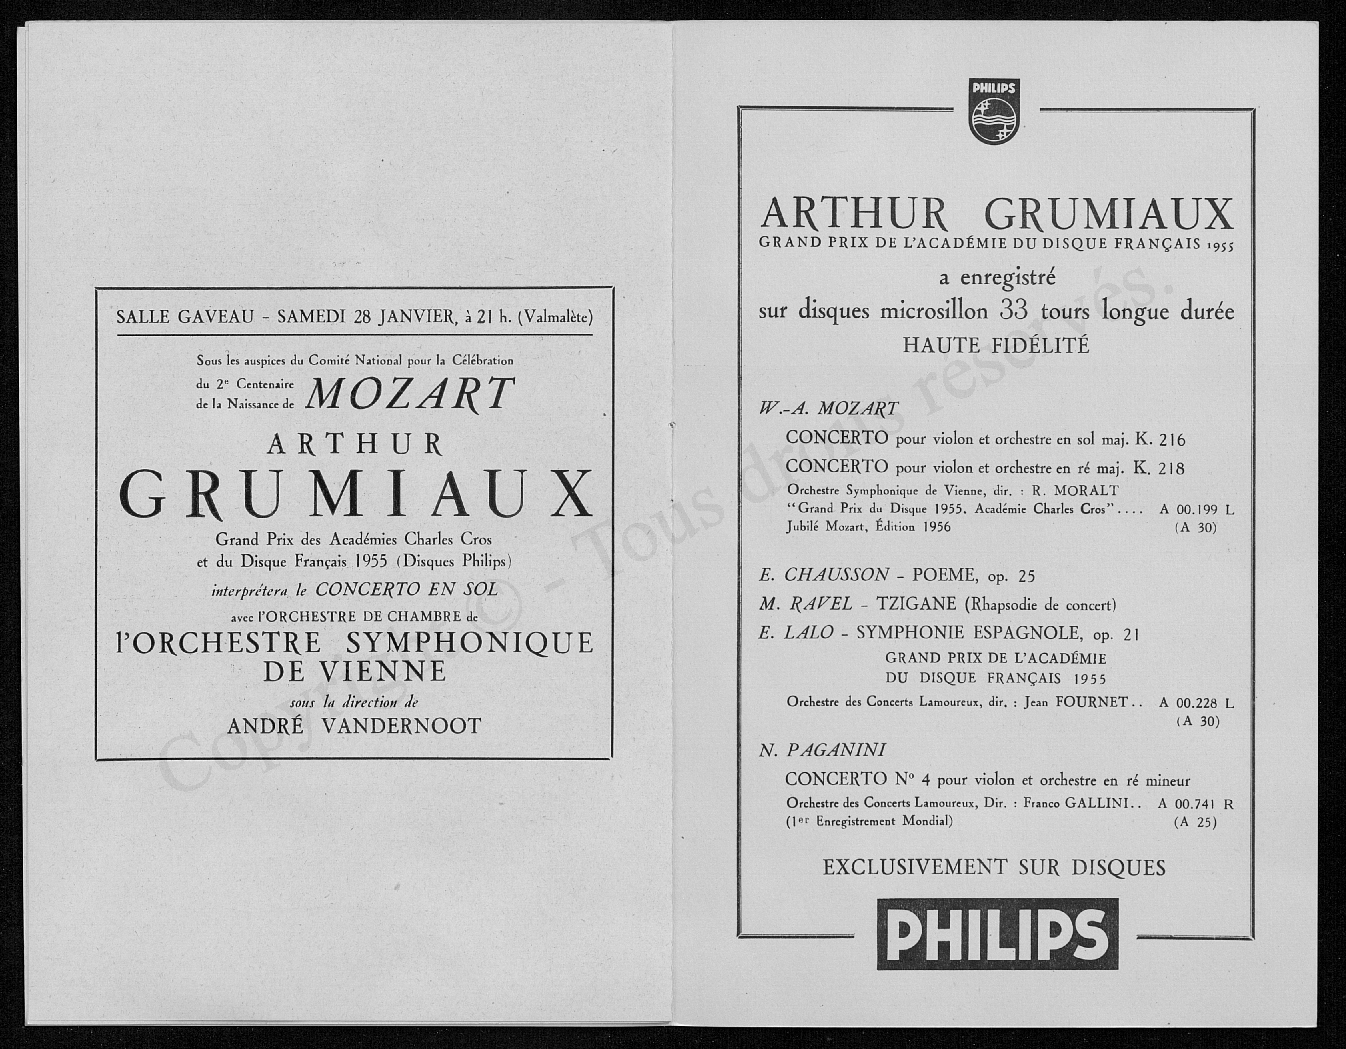 SALLE GAVEAU - SAMEDI 28 JANVIER, à 21 h. (Valmalète)
Sous les auspices du Comité National pour la Célébration
du 2e Centenaire
de la Naissance de MOZART
ARTHUR
GRUMIAUX
Grand Prix des Académies Charles Cros
et du Disque Français 1955 (Disques Philips)
interprétera le CONCERTO EN SOL
avec l'ORCHESTRE DE CHAMBRE de
l'ORCHESTRE SYMPHONIQUE
DE VIENNE
sous la direction de
ANDRÉ VANDERNOOT
PHILIPS
ARTHUR GRUMIAUX
GRAND PRIX DE L'ACADÉMIE DU DISQUE FRANÇAIS 1955
a enregistré
sur disques microsillon 33 tours longue durée
HAUTE FIDÉLITÉ
W.-A. MOZART
CONCERTO pour violon et orchestre en sol maj. K. 216
CONCERTO pour violon et orchestre en ré maj. K. 218
Orchestre Symphonique de Vienne, dir. : R. MORALT
"Grand Prix du Disque 1955. Académie Charles Cros".... A 00.199 L
Jubilé Mozart, Édition 1956 (A 30)
E. CHAUSSON - POEME, op. 25
M. RAVEL - TZIGANE (Rhapsodie de concert)
E. LALO - SYMPHONIE ESPAGNOLE, op. 21
GRAND PRIX DE L'ACADÉMIE
DU DISQUE FRANÇAIS 1955
Orchestre des Concerts Lamoureux, dir. : Jean FOURNET.. A 00.228 L
(A 30)
N. PAGANINI
CONCERTO No 4 pour violon et orchestre en ré mineur
Orchestre des Concerts Lamoureux, Dir. : Franco GALLINI.. A 00.741 R
(1er Enregistrement Mondial) (A 25)
EXCLUSIVEMENT SUR DISQUES
PHILIPS
Copyright © - Tous droits reservés.